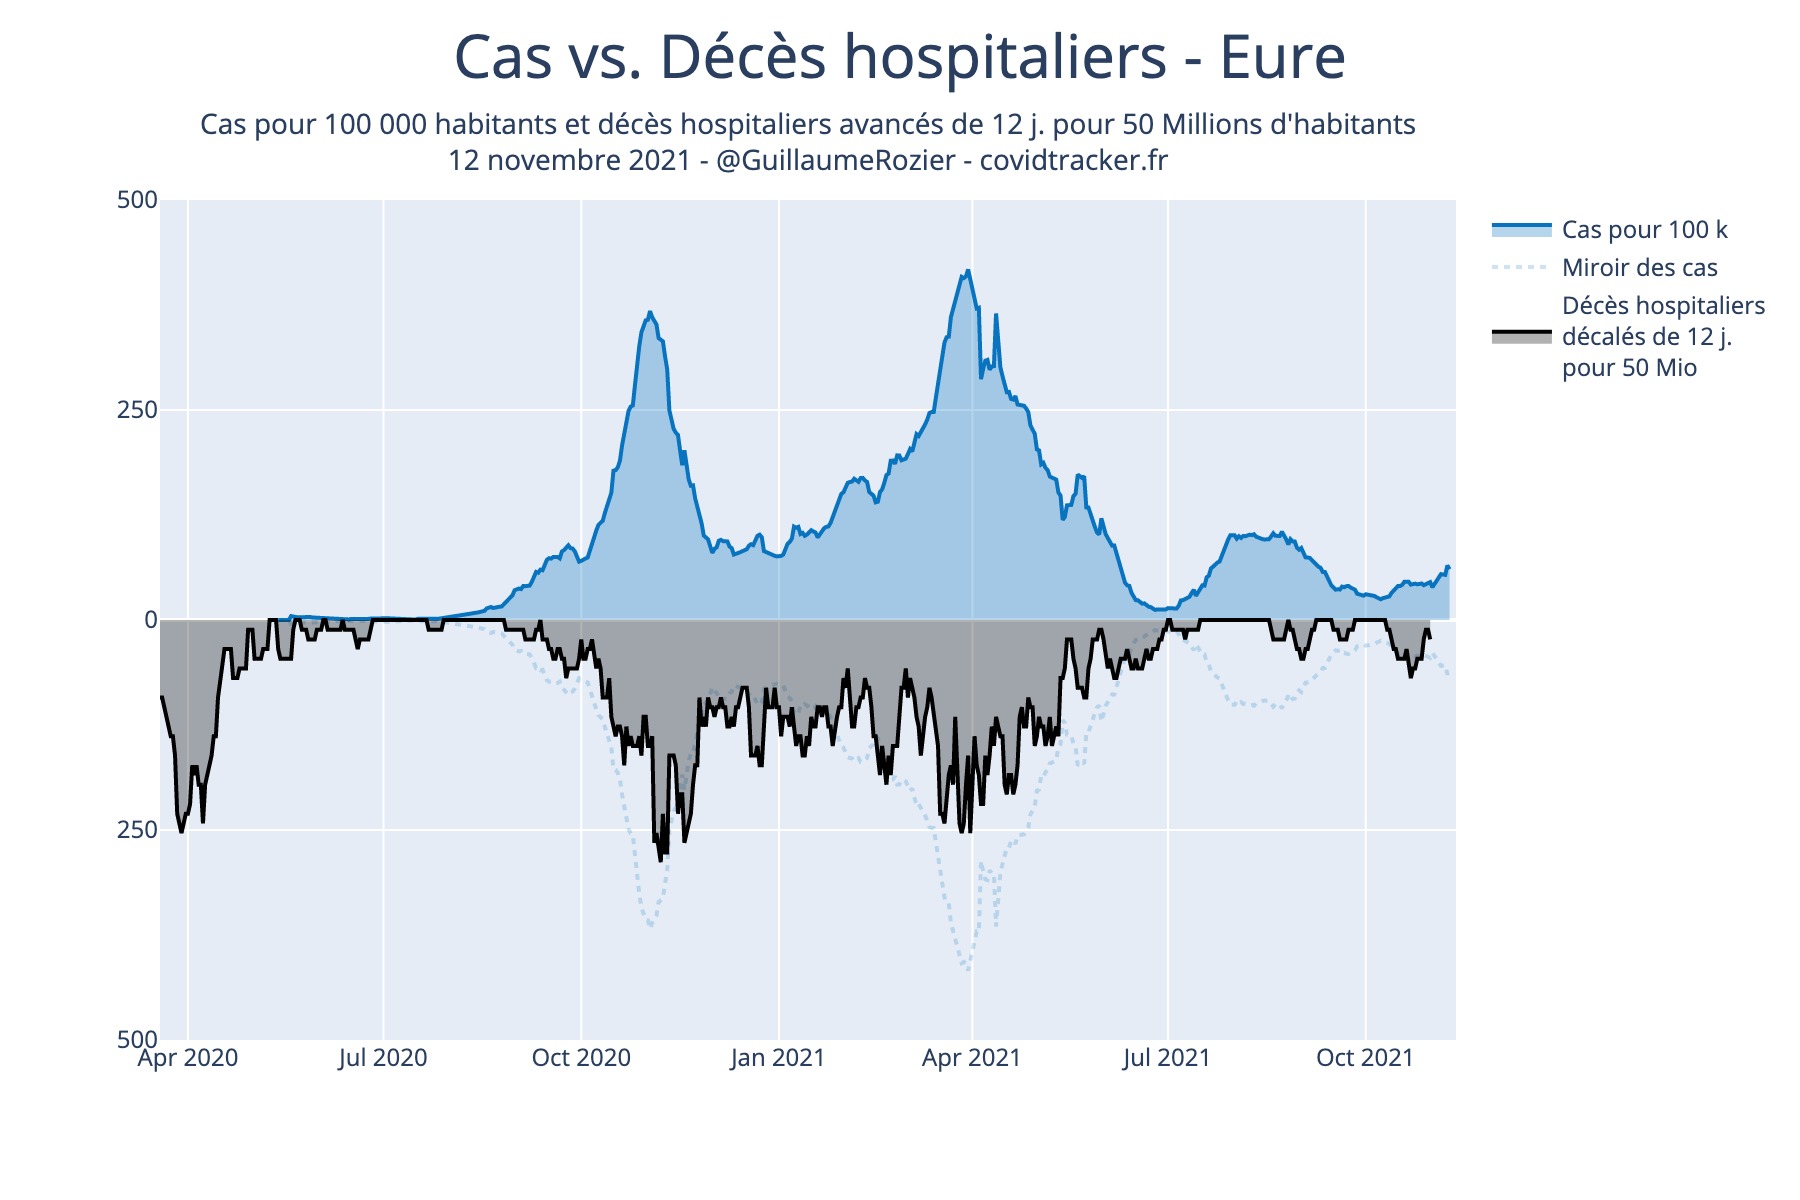 Cas vs. Décès hospitaliers - Eure
Cas pour 100 000 habitants et décès hospitaliers avancés de 12 j. pour 50 Millions d'habitants
12 novembre 2021 - @GuillaumeRozier - covidtracker.fr
500
250
0
250
500
Apr 2020
Jul 2020
Oct 2020
Jan 2021
Apr 2021
Jul 2021
Oct 2021
Cas pour 100 k
Miroir des cas
Décès hospitaliers
décalés de 12 j.
pour 50 Mio